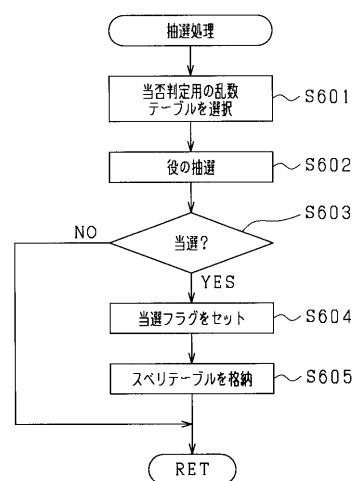 抽選処理
当否判定用の乱数
テーブルを選択
S601
役の抽選
S602
S603
当選?
NO
YES
当選フラグをセット
S604
スベリテーブルを格納
S605
RET